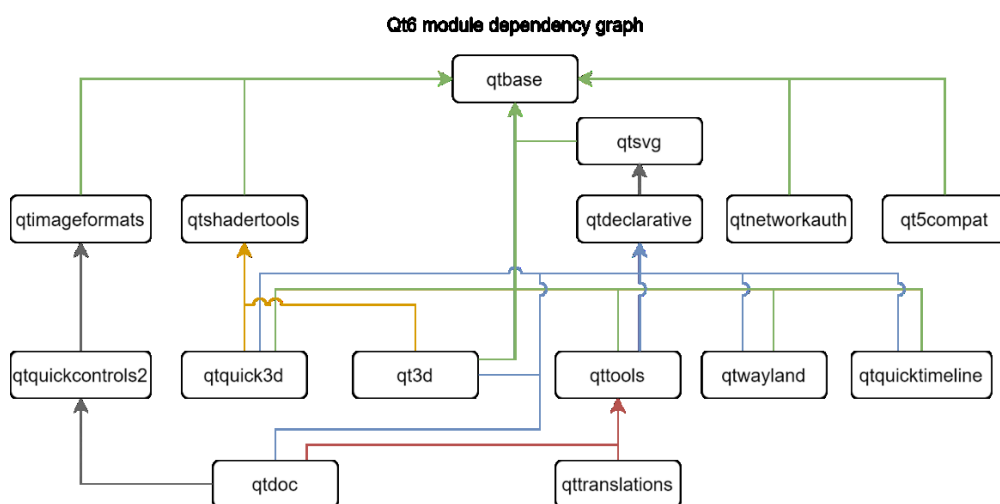 Qt6 module dependency graph
qtbase
qtsvg
qtimageformats
qtshadertools
qtdeclarative
qtnetworkauth
qt5compat
qtquickcontrols2
qtquick3d
qt3d
qttools
qtwayland
qtquicktimeline
qtdoc
qttranslations